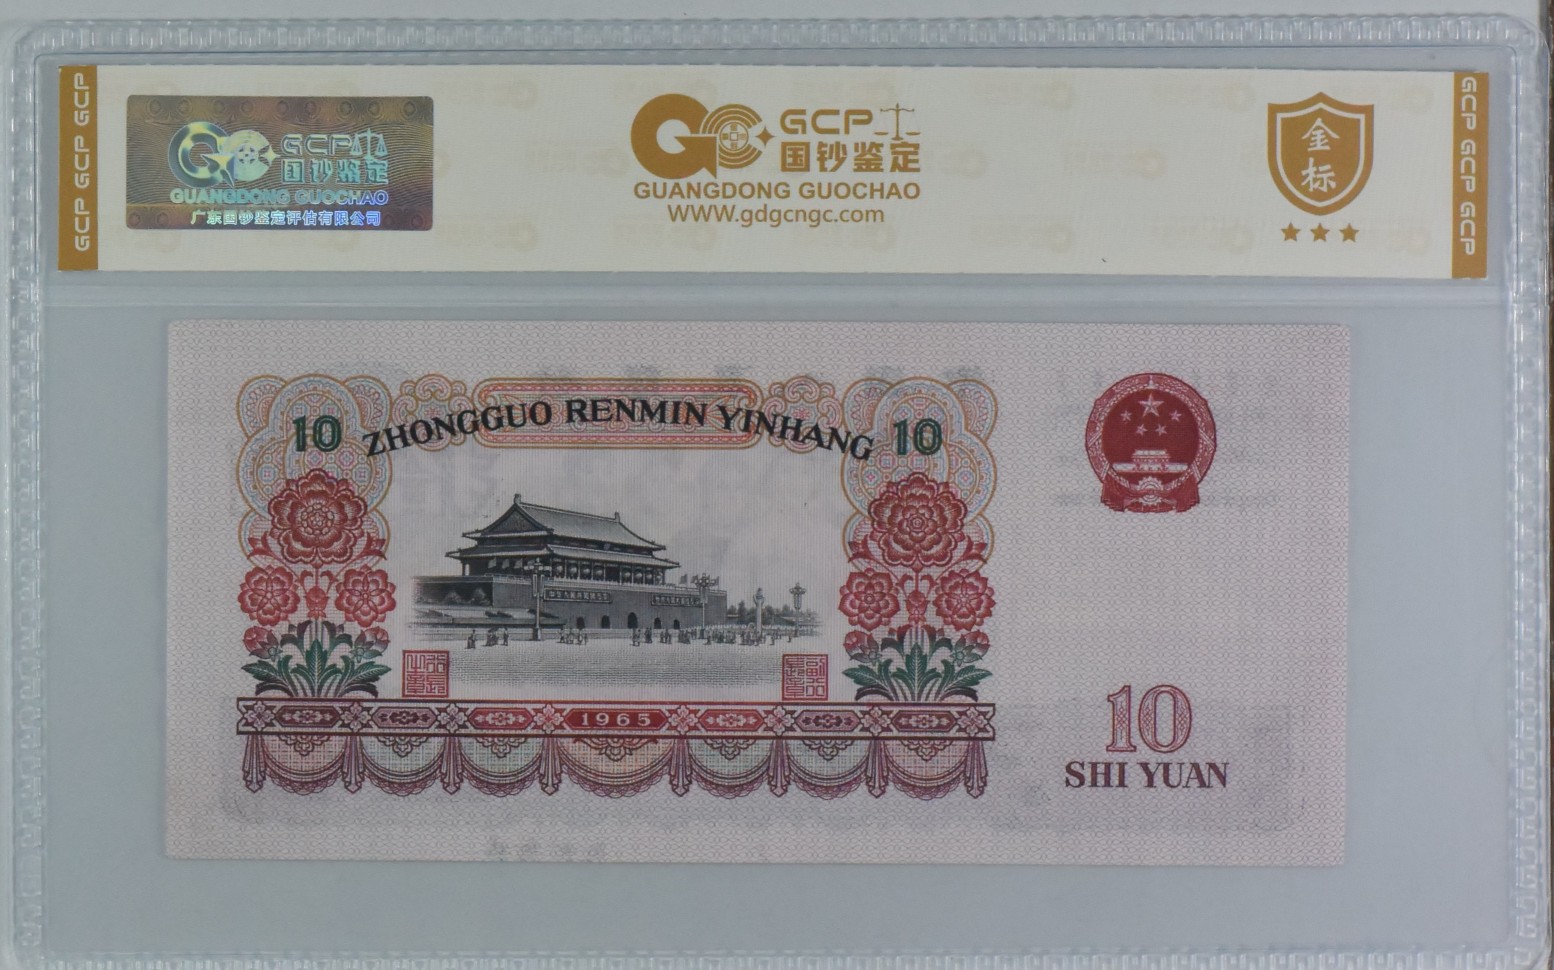 GCP GCP GCP
GCP
国钞鉴定
GUANGDONG GUOCHAO
广东国钞鉴定评估有限公司
GCP
国钞鉴定
GUANGDONG GUOCHAO
WWW.gdgcngc.com
金
标
GCP GCP GCP
10 ZHONGGUO RENMIN YINHANG 10
1965
10
SHI YUAN